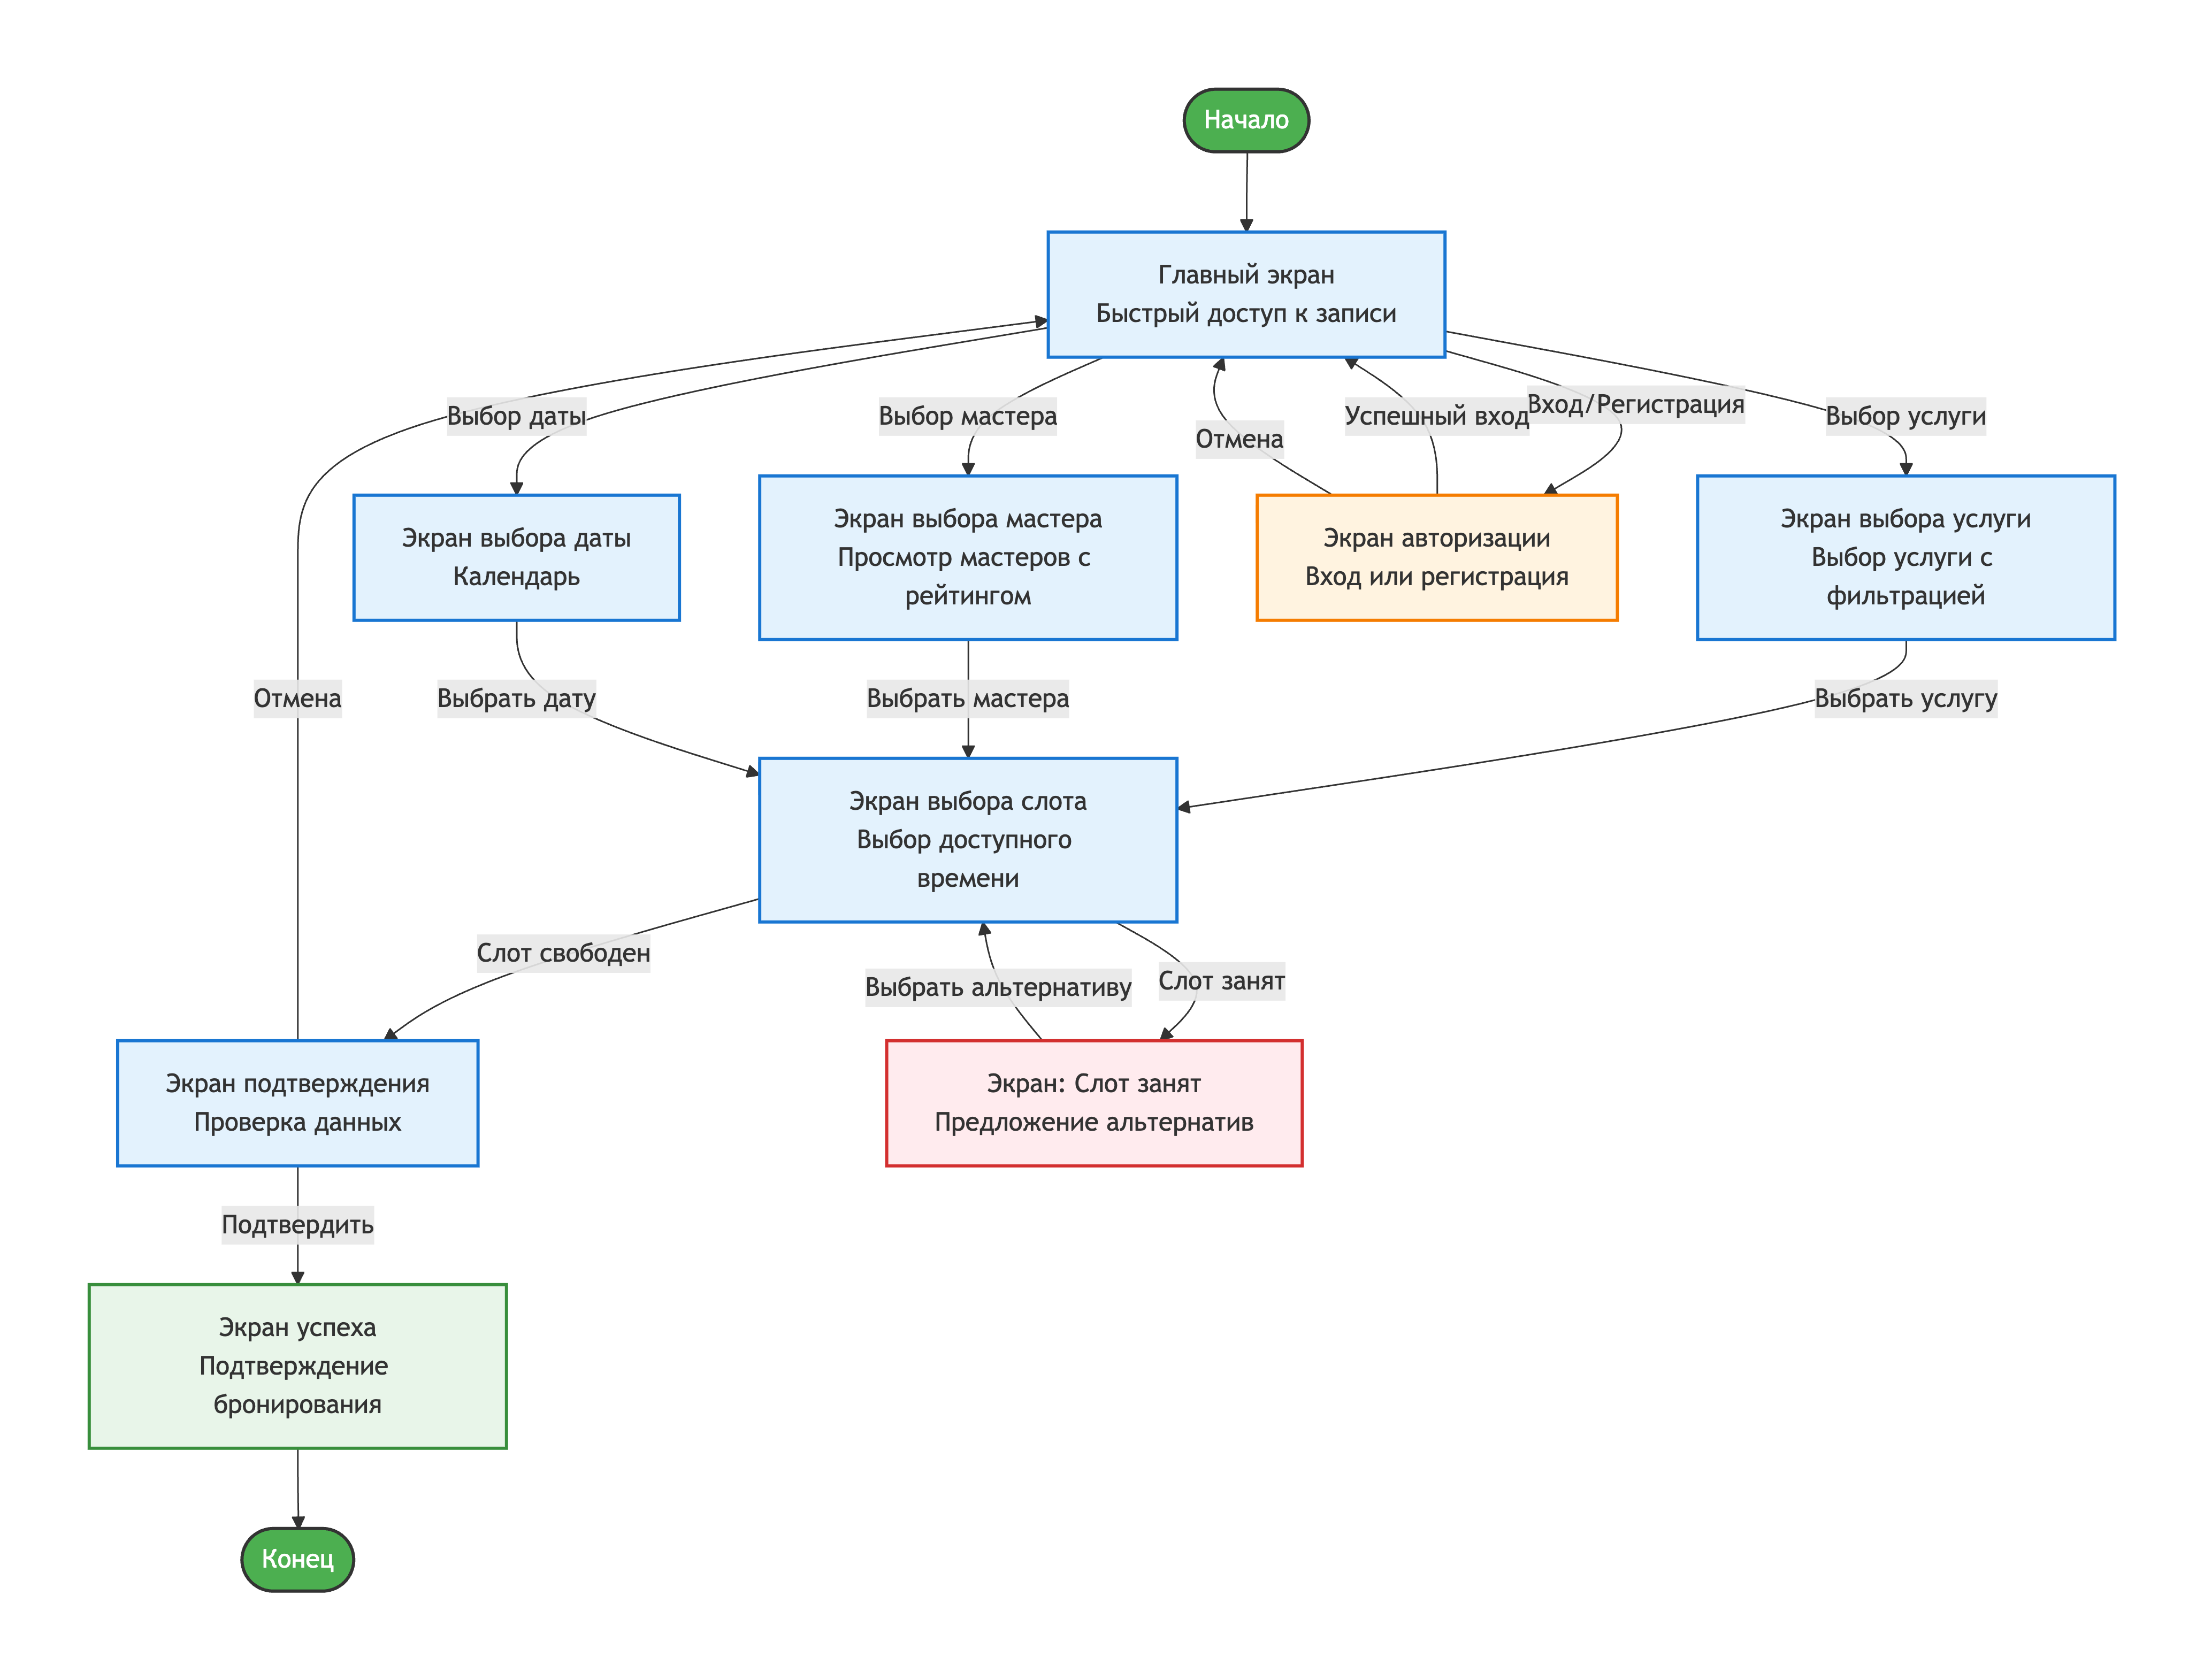 Начало
Главный экран
Быстрый доступ к записи
Выбор даты
Выбор мастера
Отмена
Успешный вход
Вход/Регистрация
Выбор услуги
Экран выбора даты
Календарь
Экран выбора мастера
Просмотр мастеров с
рейтингом
Экран авторизации
Вход или регистрация
Экран выбора услуги
Выбор услуги с
фильтрацией
Отмена
Выбрать дату
Выбрать мастера
Выбрать услугу
Экран выбора слота
Выбор доступного
времени
Слот свободен
Выбрать альтернативу
Слот занят
Экран подтверждения
Проверка данных
Экран: Слот занят
Предложение альтернатив
Подтвердить
Экран успеха
Подтверждение
бронирования
Конец